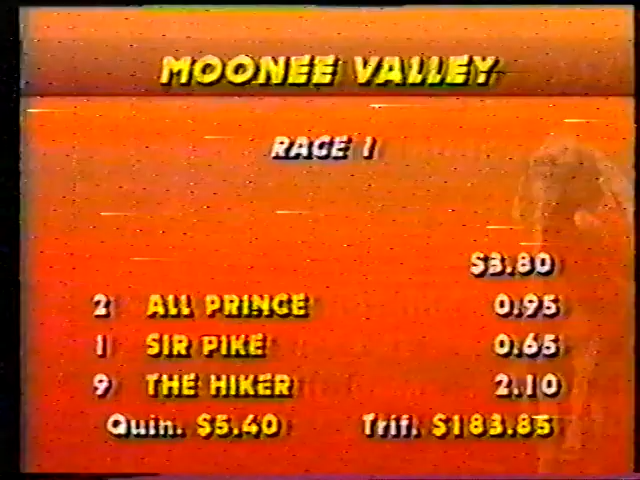 MOONEE VALLEY
RACE 1
$3.80
2 ALL PRINCE 0.95
1 SIR PIKE 0.65
9 THE HIKER 2.10
Quin. $5.40 Trif. $183.85